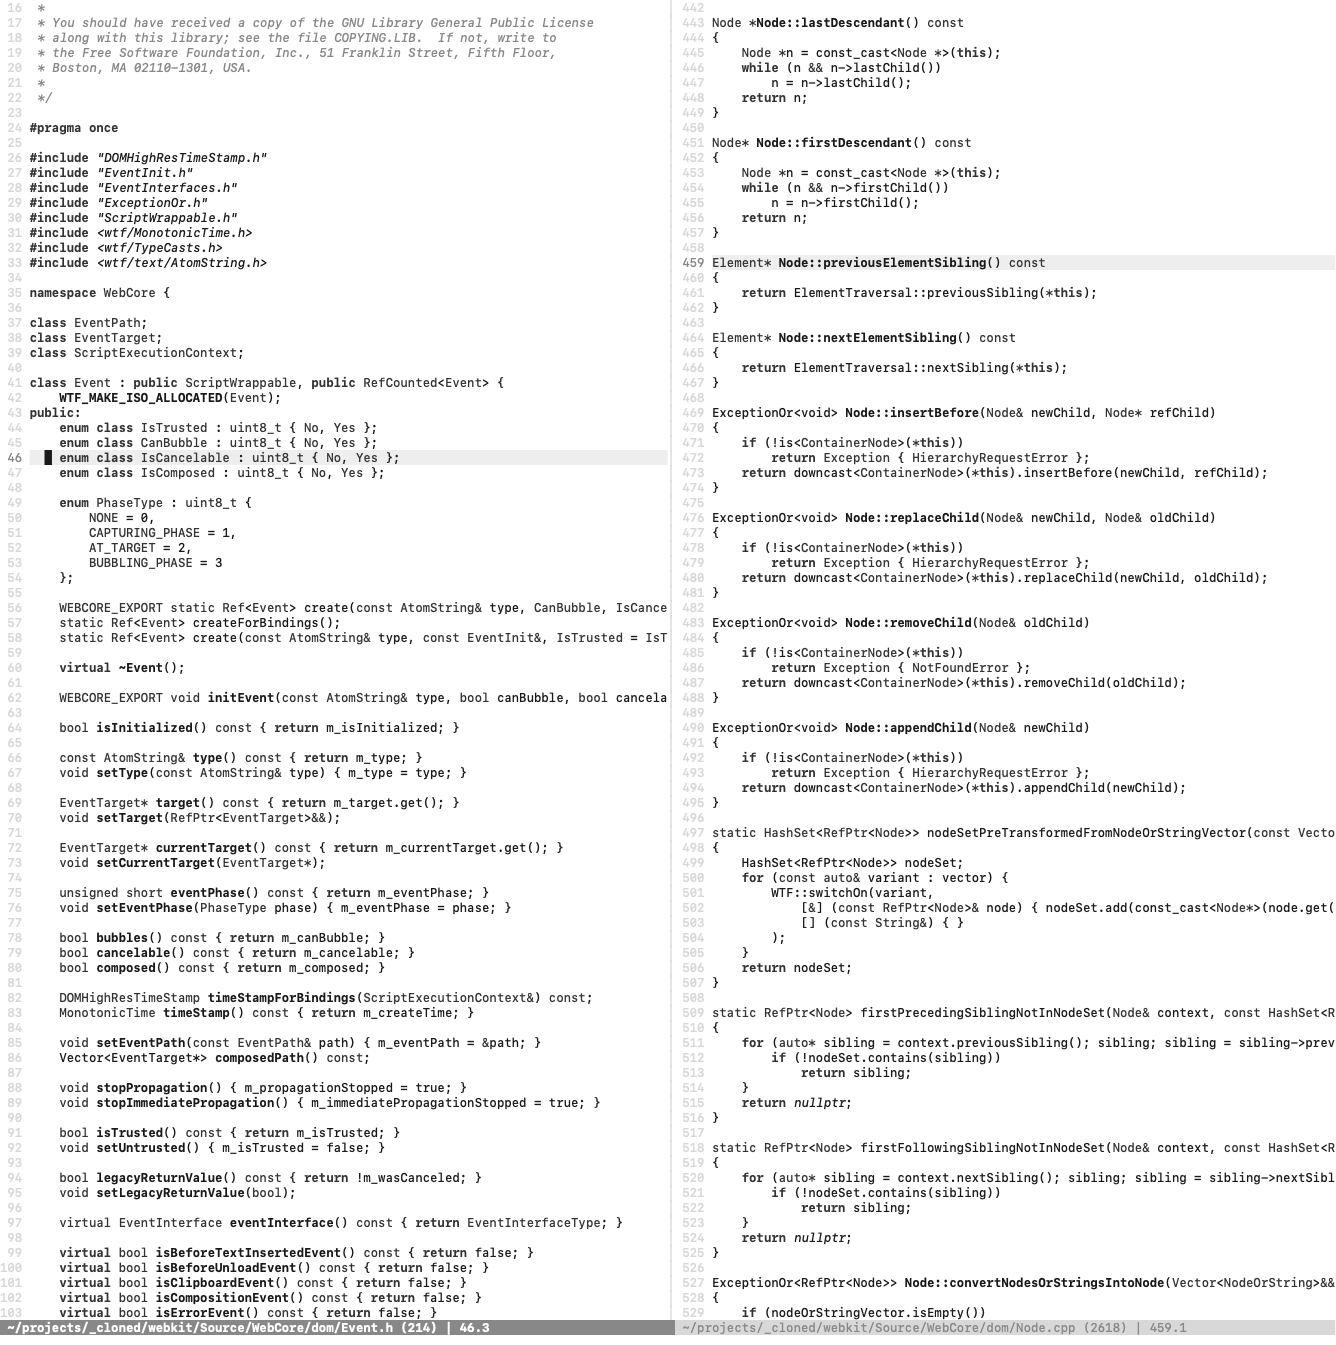 16  *
17  * You should have received a copy of the GNU Library General Public License
18  * along with this library; see the file COPYING.LIB.  If not, write to
19  * the Free Software Foundation, Inc., 51 Franklin Street, Fifth Floor,
20  * Boston, MA 02110-1301, USA.
21  *
22  */
23
24 #pragma once
25
26 #include "DOMHighResTimeStamp.h"
27 #include "EventInit.h"
28 #include "EventInterfaces.h"
29 #include "ExceptionOr.h"
30 #include "ScriptWrappable.h"
31 #include <wtf/MonotonicTime.h>
32 #include <wtf/TypeCasts.h>
33 #include <wtf/text/AtomString.h>
34
35 namespace WebCore {
36
37 class EventPath;
38 class EventTarget;
39 class ScriptExecutionContext;
40
41 class Event : public ScriptWrappable, public RefCounted<Event> {
42     WTF_MAKE_ISO_ALLOCATED(Event);
43 public:
44     enum class IsTrusted : uint8_t { No, Yes };
45     enum class CanBubble : uint8_t { No, Yes };
46     enum class IsCancelable : uint8_t { No, Yes };
47     enum class IsComposed : uint8_t { No, Yes };
48
49     enum PhaseType : uint8_t {
50         NONE = 0,
51         CAPTURING_PHASE = 1,
52         AT_TARGET = 2,
53         BUBBLING_PHASE = 3
54     };
55
56     WEBCORE_EXPORT static Ref<Event> create(const AtomString& type, CanBubble, IsCance
57     static Ref<Event> createForBindings();
58     static Ref<Event> create(const AtomString& type, const EventInit&, IsTrusted = IsT
59
60     virtual ~Event();
61
62     WEBCORE_EXPORT void initEvent(const AtomString& type, bool canBubble, bool cancela
63
64     bool isInitialized() const { return m_isInitialized; }
65
66     const AtomString& type() const { return m_type; }
67     void setType(const AtomString& type) { m_type = type; }
68
69     EventTarget* target() const { return m_target.get(); }
70     void setTarget(RefPtr<EventTarget>&&);
71
72     EventTarget* currentTarget() const { return m_currentTarget.get(); }
73     void setCurrentTarget(EventTarget*);
74
75     unsigned short eventPhase() const { return m_eventPhase; }
76     void setEventPhase(PhaseType phase) { m_eventPhase = phase; }
77
78     bool bubbles() const { return m_canBubble; }
79     bool cancelable() const { return m_cancelable; }
80     bool composed() const { return m_composed; }
81
82     DOMHighResTimeStamp timeStampForBindings(ScriptExecutionContext&) const;
83     MonotonicTime timeStamp() const { return m_createTime; }
84
85     void setEventPath(const EventPath& path) { m_eventPath = &path; }
86     Vector<EventTarget*> composedPath() const;
87
88     void stopPropagation() { m_propagationStopped = true; }
89     void stopImmediatePropagation() { m_immediatePropagationStopped = true; }
90
91     bool isTrusted() const { return m_isTrusted; }
92     void setUntrusted() { m_isTrusted = false; }
93
94     bool legacyReturnValue() const { return !m_wasCanceled; }
95     void setLegacyReturnValue(bool);
96
97     virtual EventInterface eventInterface() const { return EventInterfaceType; }
98
99     virtual bool isBeforeTextInsertedEvent() const { return false; }
100     virtual bool isBeforeUnloadEvent() const { return false; }
101     virtual bool isClipboardEvent() const { return false; }
102     virtual bool isCompositionEvent() const { return false; }
103     virtual bool isErrorEvent() const { return false; }
~/projects/_cloned/webkit/Source/WebCore/dom/Event.h (214) | 46.3
442
443 Node *Node::lastDescendant() const
444 {
445     Node *n = const_cast<Node *>(this);
446     while (n && n->lastChild())
447         n = n->lastChild();
448     return n;
449 }
450
451 Node* Node::firstDescendant() const
452 {
453     Node *n = const_cast<Node *>(this);
454     while (n && n->firstChild())
455         n = n->firstChild();
456     return n;
457 }
458
459 Element* Node::previousElementSibling() const
460 {
461     return ElementTraversal::previousSibling(*this);
462 }
463
464 Element* Node::nextElementSibling() const
465 {
466     return ElementTraversal::nextSibling(*this);
467 }
468
469 ExceptionOr<void> Node::insertBefore(Node& newChild, Node* refChild)
470 {
471     if (!is<ContainerNode>(*this))
472         return Exception { HierarchyRequestError };
473     return downcast<ContainerNode>(*this).insertBefore(newChild, refChild);
474 }
475
476 ExceptionOr<void> Node::replaceChild(Node& newChild, Node& oldChild)
477 {
478     if (!is<ContainerNode>(*this))
479         return Exception { HierarchyRequestError };
480     return downcast<ContainerNode>(*this).replaceChild(newChild, oldChild);
481 }
482
483 ExceptionOr<void> Node::removeChild(Node& oldChild)
484 {
485     if (!is<ContainerNode>(*this))
486         return Exception { NotFoundError };
487     return downcast<ContainerNode>(*this).removeChild(oldChild);
488 }
489
490 ExceptionOr<void> Node::appendChild(Node& newChild)
491 {
492     if (!is<ContainerNode>(*this))
493         return Exception { HierarchyRequestError };
494     return downcast<ContainerNode>(*this).appendChild(newChild);
495 }
496
497 static HashSet<RefPtr<Node>> nodeSetPreTransformedFromNodeOrStringVector(const Vecto
498 {
499     HashSet<RefPtr<Node>> nodeSet;
500     for (const auto& variant : vector) {
501         WTF::switchOn(variant,
502             [&] (const RefPtr<Node>& node) { nodeSet.add(const_cast<Node*>(node.get(
503             [] (const String&) { }
504         );
505     }
506     return nodeSet;
507 }
508
509 static RefPtr<Node> firstPrecedingSiblingNotInNodeSet(Node& context, const HashSet<R
510 {
511     for (auto* sibling = context.previousSibling(); sibling; sibling = sibling->prev
512         if (!nodeSet.contains(sibling))
513             return sibling;
514     }
515     return nullptr;
516 }
517
518 static RefPtr<Node> firstFollowingSiblingNotInNodeSet(Node& context, const HashSet<R
519 {
520     for (auto* sibling = context.nextSibling(); sibling; sibling = sibling->nextSibl
521         if (!nodeSet.contains(sibling))
522             return sibling;
523     }
524     return nullptr;
525 }
526
527 ExceptionOr<RefPtr<Node>> Node::convertNodesOrStringsIntoNode(Vector<NodeOrString>&&
528 {
529     if (nodeOrStringVector.isEmpty())
~/projects/_cloned/webkit/Source/WebCore/dom/Node.cpp (2618) | 459.1